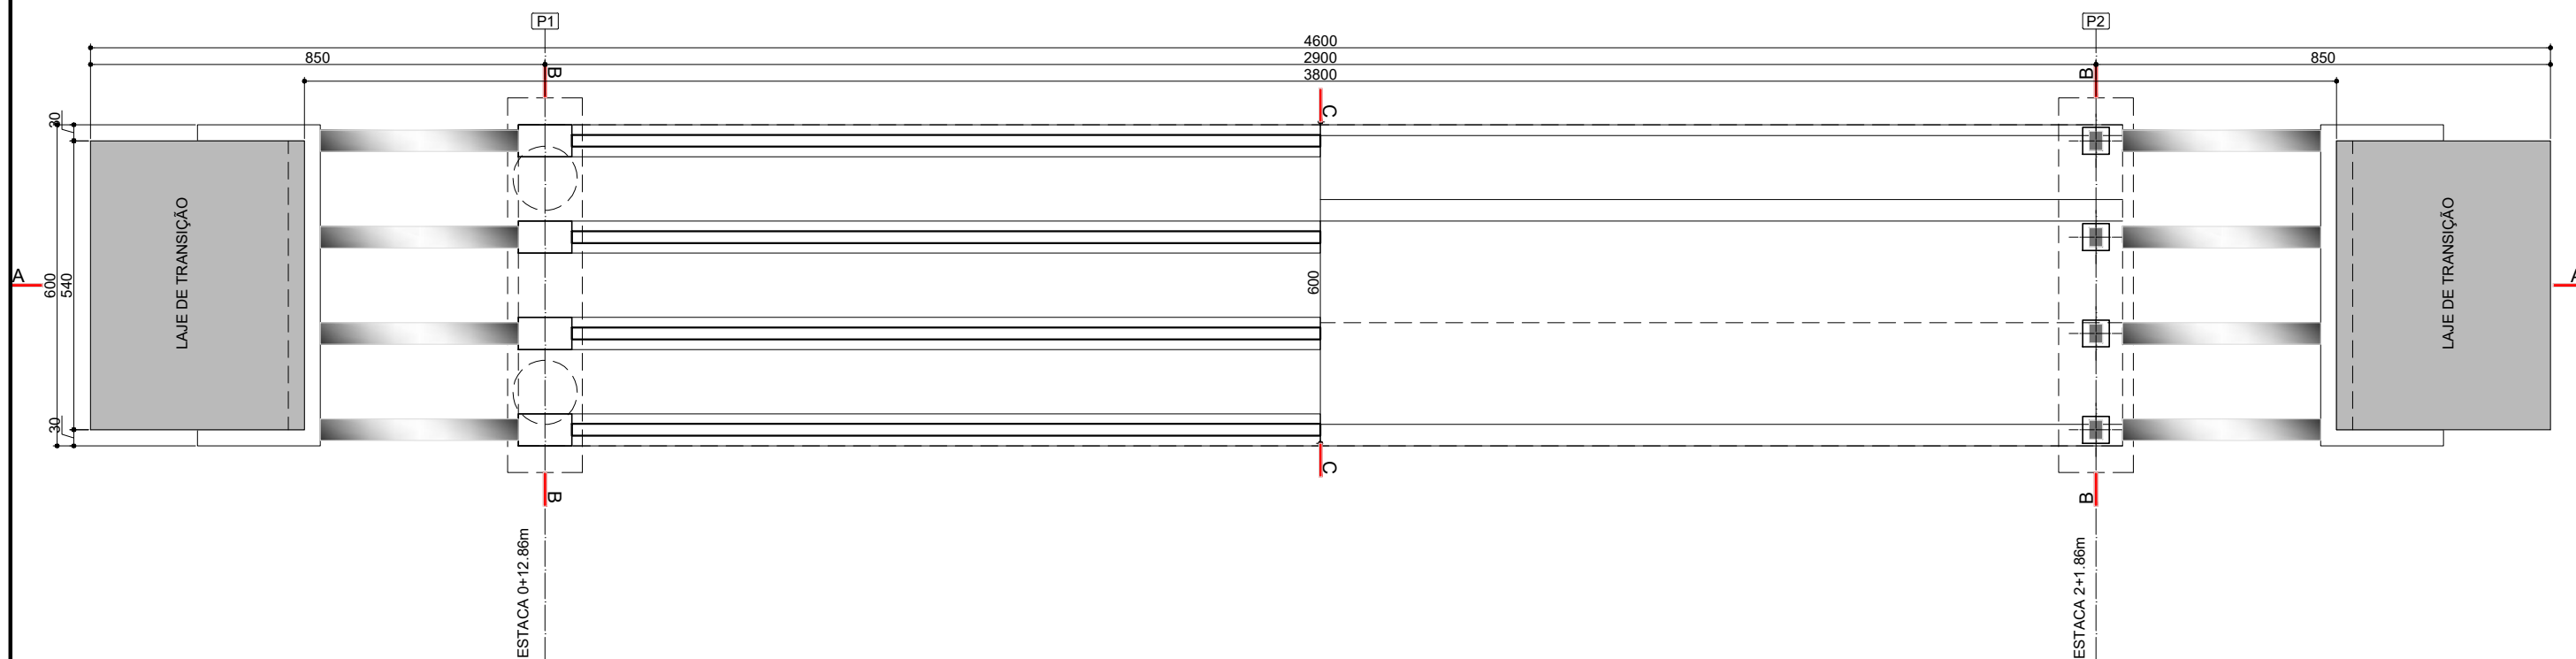 P1
P2
4600
850
2900
850
3800
B
B
C
30
A
600
540
LAJE DE TRANSIÇÃO
600
LAJE DE TRANSIÇÃO
A
30
C
B
B
ESTACA 0+12.86m
ESTACA 2+1.86m